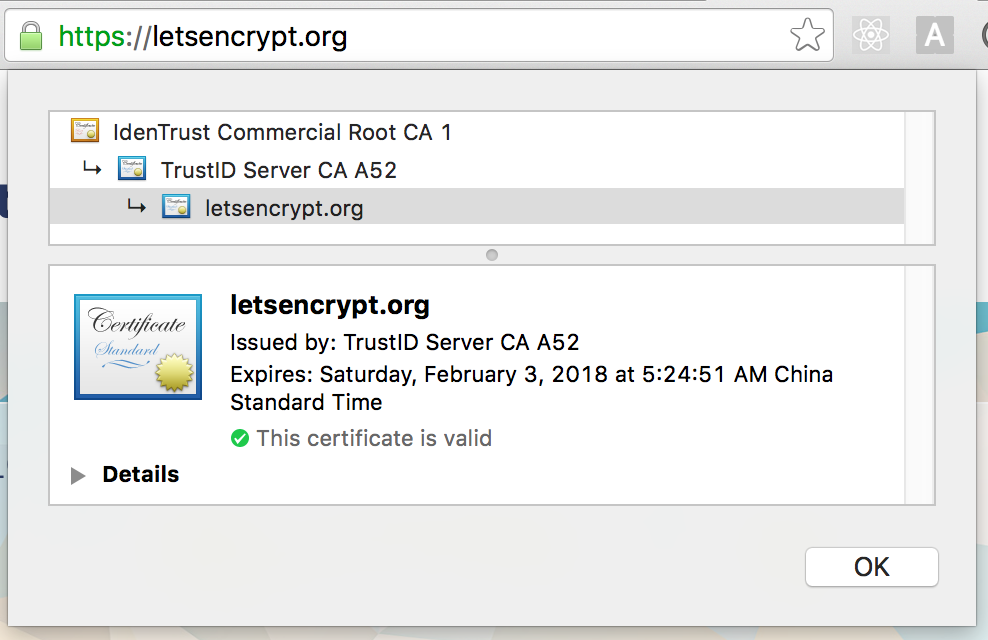 https://letsencrypt.org
A
IdenTrust Commercial Root CA 1
TrustID Server CA A52
letsencrypt.org
Certificate
Standard
letsencrypt.org
Issued by: TrustID Server CA A52
Expires: Saturday, February 3, 2018 at 5:24:51 AM China
Standard Time
This certificate is valid
Details
OK